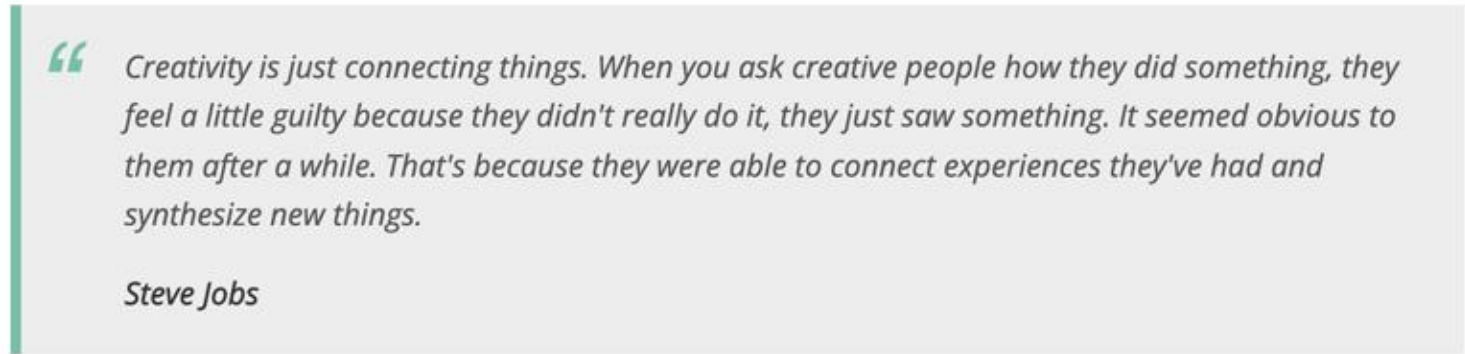 “ Creativity is just connecting things. When you ask creative people how they did something, they
feel a little guilty because they didn't really do it, they just saw something. It seemed obvious to
them after a while. That's because they were able to connect experiences they've had and
synthesize new things.
Steve Jobs